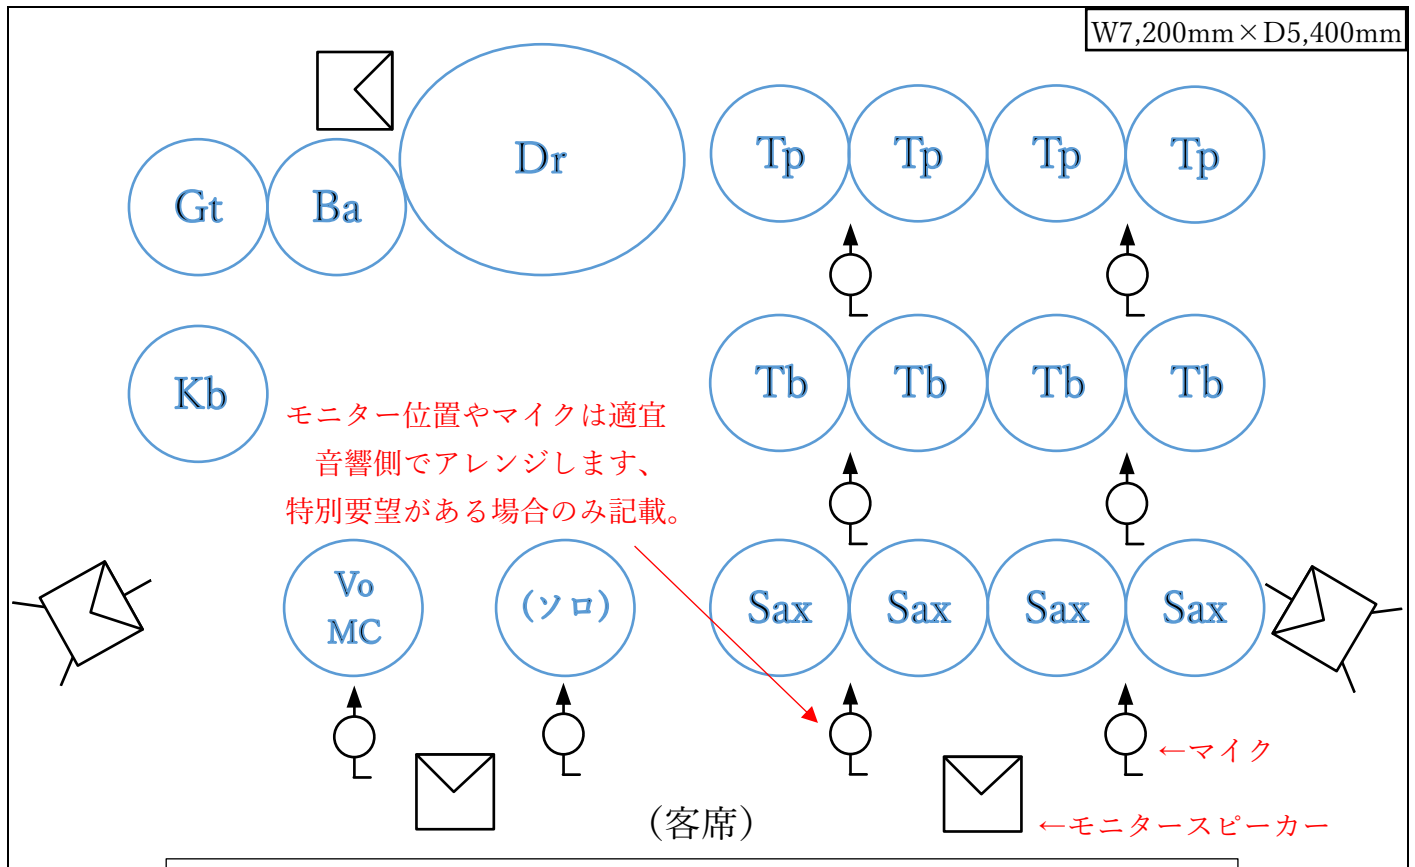 W7,200mm×D5,400mm
Dr
Tp Tp Tp Tp
Gt Ba
Kb
Tb Tb Tb Tb
モニター位置やマイクは適宜
音響側でアレンジします、
特別要望がある場合のみ記載。
Vo
MC
(ソロ)
Sax Sax Sax Sax
←マイク
(客席)
←モニタースピーカー